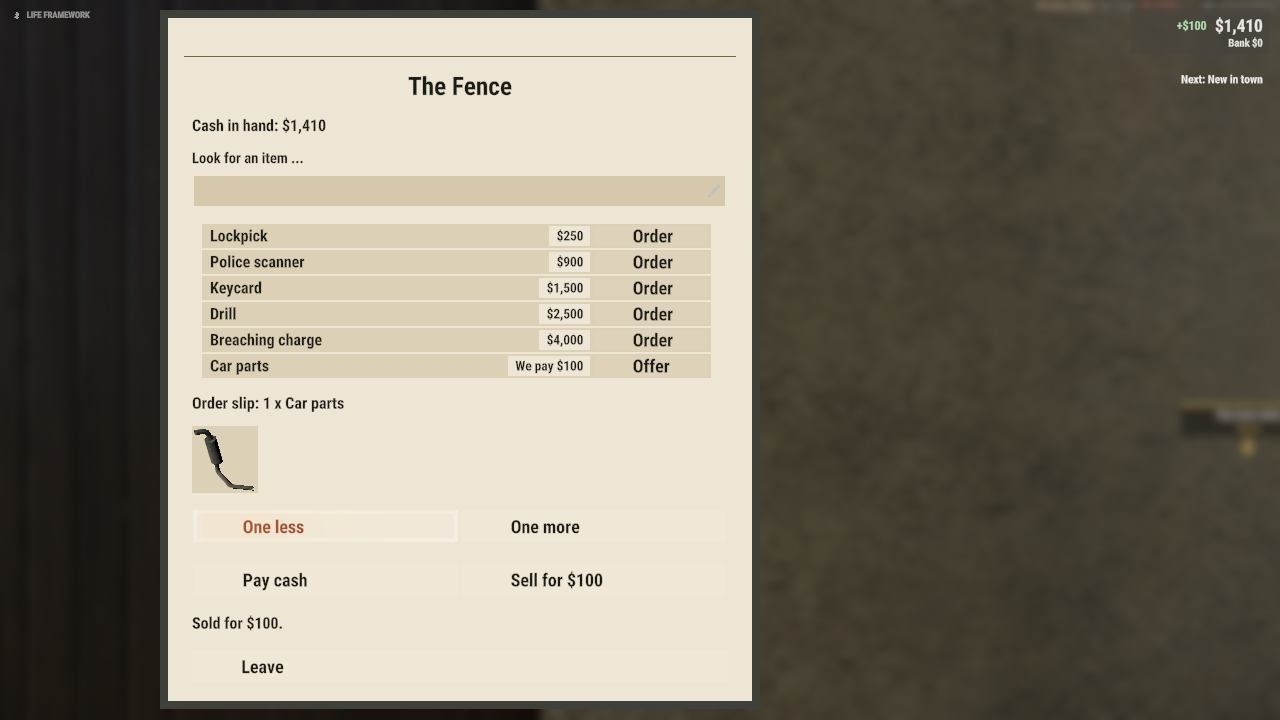 LIFE FRAMEWORK
+$100 $1,410
Bank $0
Next: New in town
The Fence
Cash in hand: $1,410
Look for an item ...
Lockpick $250 Order
Police scanner $900 Order
Keycard $1,500 Order
Drill $2,500 Order
Breaching charge $4,000 Order
Car parts We pay $100 Offer
Order slip: 1 x Car parts
One less One more
Pay cash Sell for $100
Sold for $100.
Leave